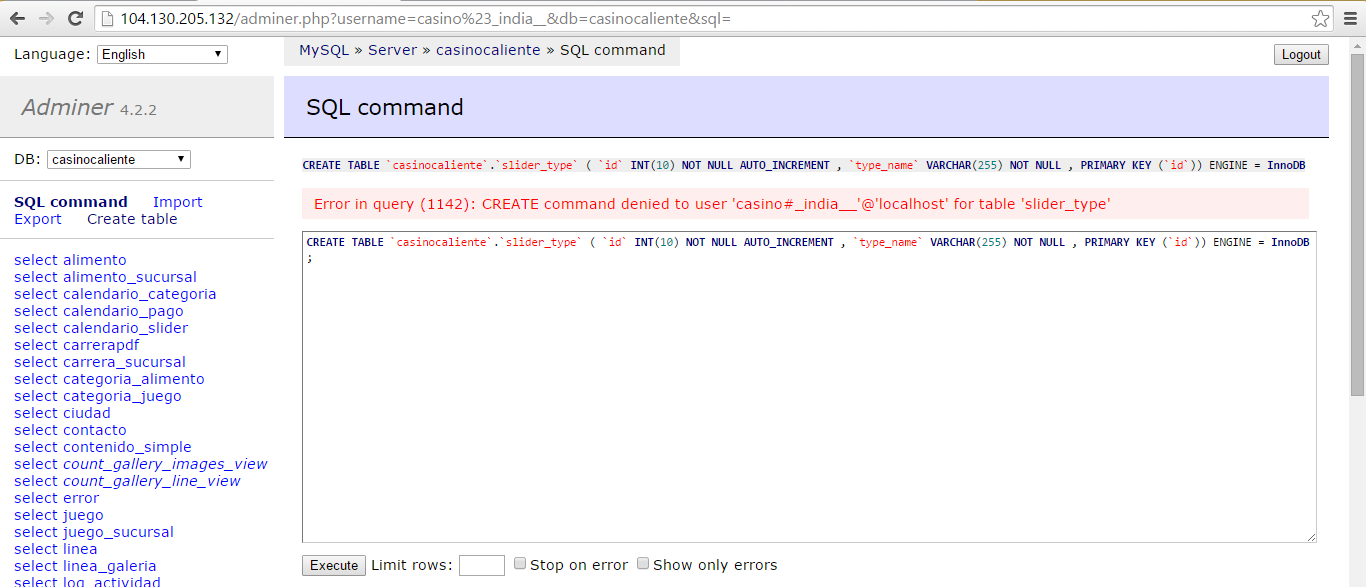 104.130.205.132/adminer.php?username=casino%23_india__&db=casinocaliente&sql=
Language: English
MySQL » Server » casinocaliente » SQL command
Logout
Adminer 4.2.2
SQL command
DB: casinocaliente
CREATE TABLE `casinocaliente`.`slider_type` ( `id` INT(10) NOT NULL AUTO_INCREMENT , `type_name` VARCHAR(255) NOT NULL , PRIMARY KEY (`id`)) ENGINE = InnoDB
Error in query (1142): CREATE command denied to user 'casino#_india__'@'localhost' for table 'slider_type'
SQL command Import
Export Create table
CREATE TABLE `casinocaliente`.`slider_type` ( `id` INT(10) NOT NULL AUTO_INCREMENT , `type_name` VARCHAR(255) NOT NULL , PRIMARY KEY (`id`)) ENGINE = InnoDB
;
select alimento
select alimento_sucursal
select calendario_categoria
select calendario_pago
select calendario_slider
select carrerapdf
select carrera_sucursal
select categoria_alimento
select categoria_juego
select ciudad
select contacto
select contenido_simple
select count_gallery_images_view
select count_gallery_line_view
select error
select juego
select juego_sucursal
select linea
select linea_galeria
select log_actividad
Execute Limit rows: Stop on error Show only errors